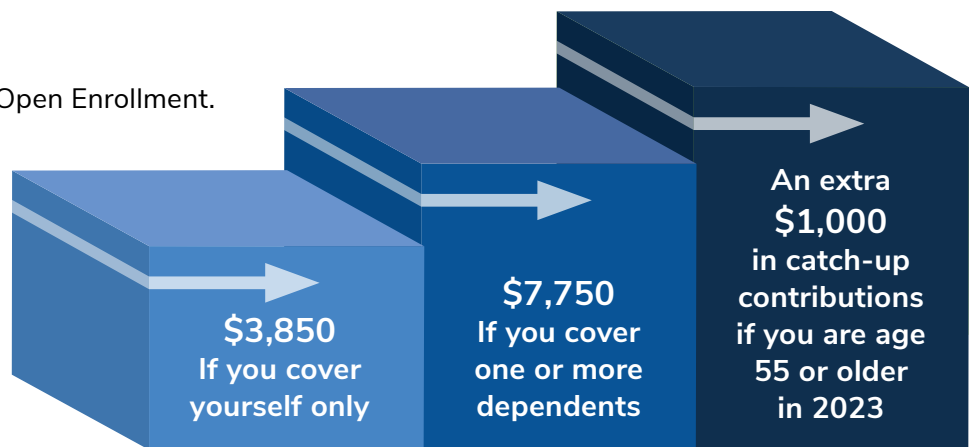 Open Enrollment.
$3,850
If you cover
yourself only
$7,750
If you cover
one or more
dependents
An extra
$1,000
in catch-up
contributions
if you are age
55 or older
in 2023